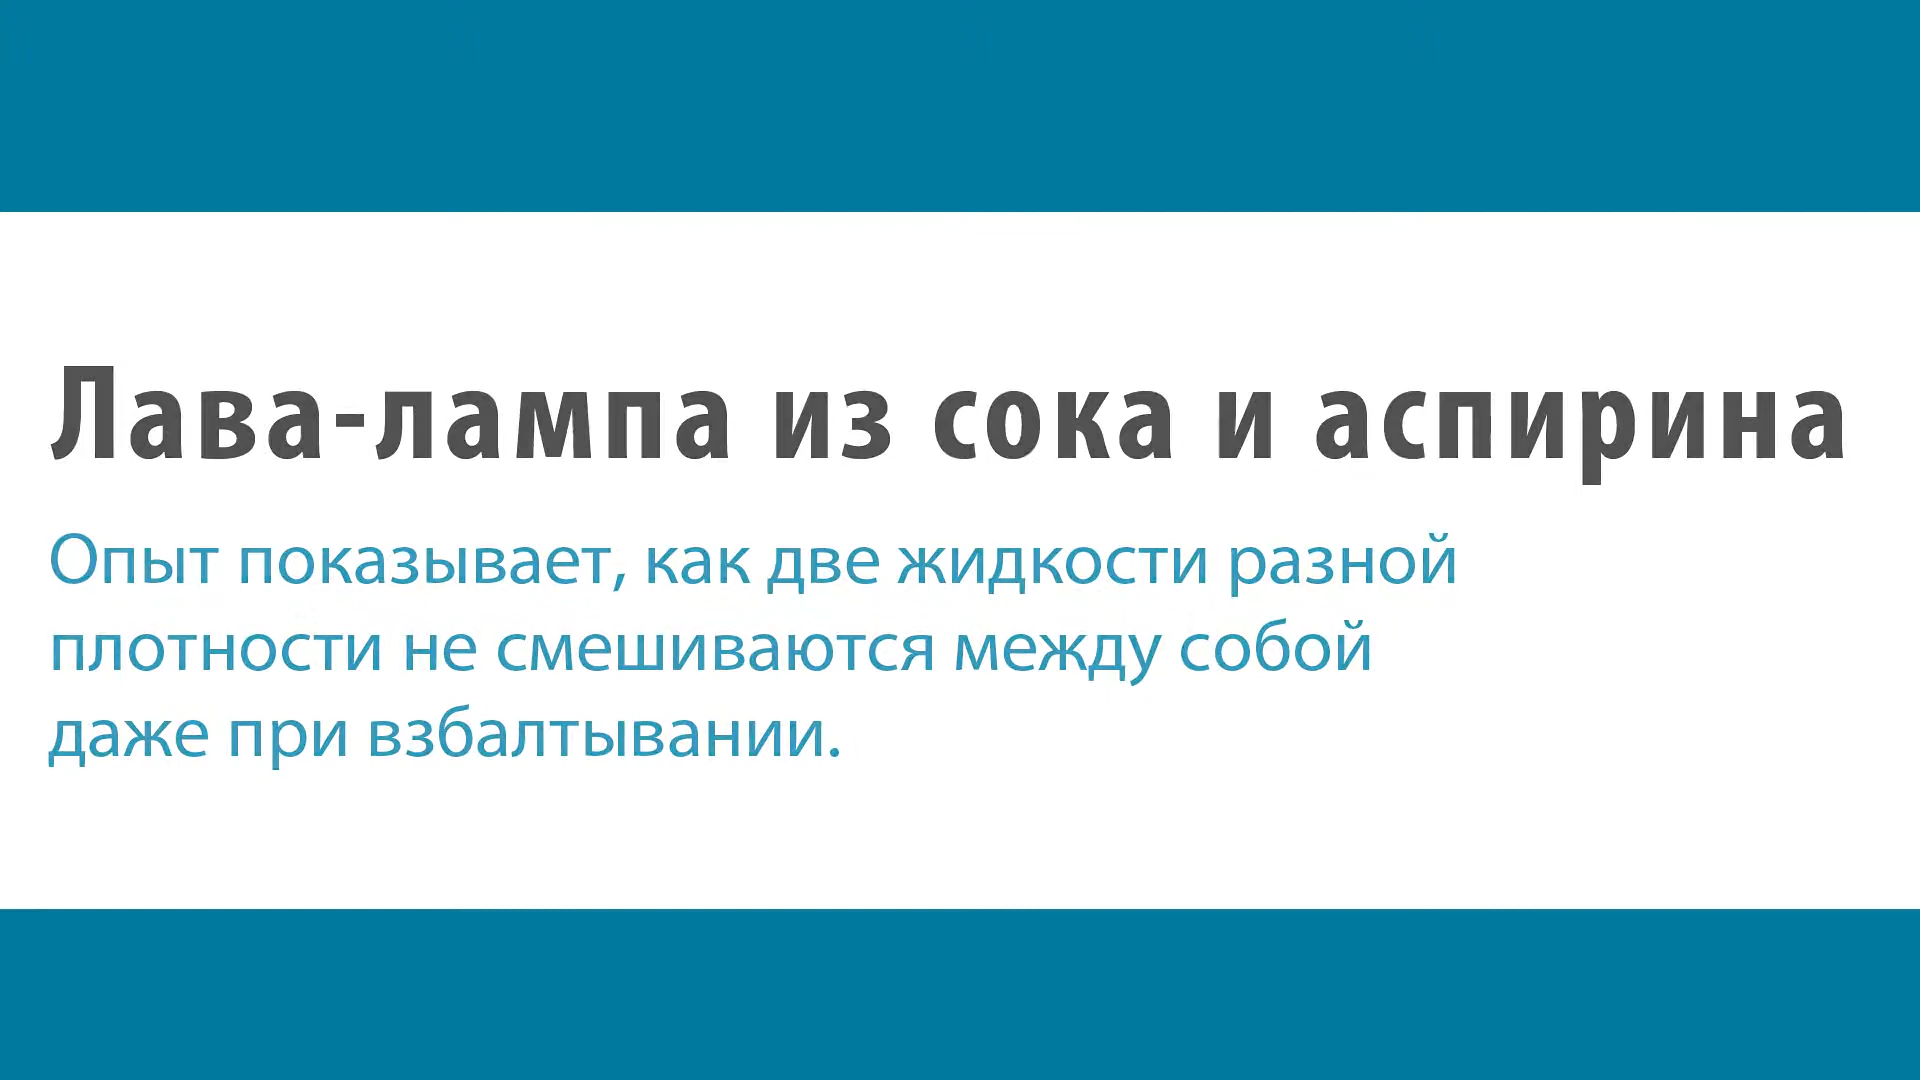 Лава-лампа из сока и аспирина
Опыт показывает, как две жидкости разной
плотности не смешиваются между собой
даже при взбалтывании.